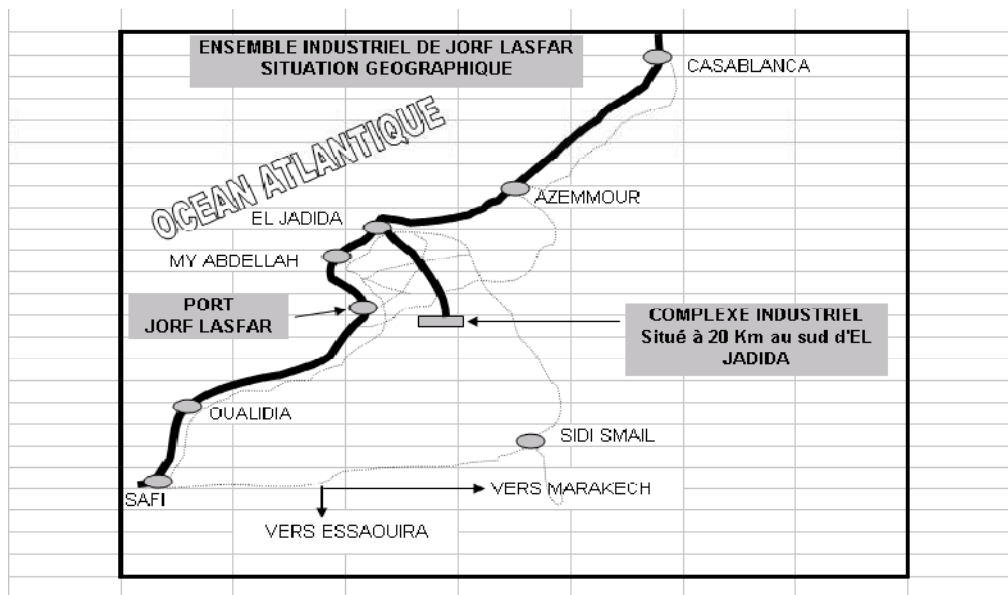 ENSEMBLE INDUSTRIEL DE JORF LASFAR
SITUATION GEOGRAPHIQUE
CASABLANCA
OCEAN ATLANTIQUE
AZEMMOUR
EL JADIDA
MY ABDELLAH
PORT
JORF LASFAR
COMPLEXE INDUSTRIEL
Situé à 20 Km au sud d'EL
JADIDA
OUALIDIA
SIDI SMAIL
VERS MARAKECH
SAFI
VERS ESSAOUIRA